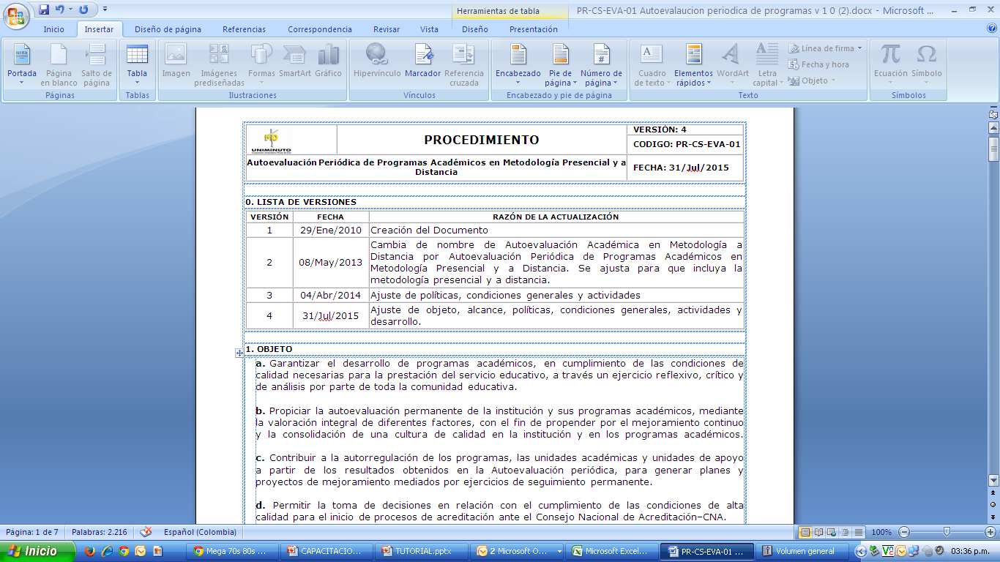 Herramientas de tabla
PR-CS-EVA-01 Autoevalaucion periodica de programas v 1 0 (2).docx - Microsoft ...
Inicio
Insertar
Diseño de página
Referencias
Correspondencia
Revisar
Vista
Diseño
Presentación
Portada
Página en blanco
Salto de página
Tabla
Imagen
Imágenes prediseñadas
Formas
SmartArt
Gráfico
Hipervínculo
Marcador
Referencia cruzada
Encabezado
Pie de página
Número de página
Cuadro de texto
Elementos rápidos
WordArt
Letra capital
Línea de firma
Fecha y hora
Objeto
Ecuación
Símbolo
Páginas
Tablas
Ilustraciones
Vínculos
Encabezado y pie de página
Texto
Símbolos
UNIMINUTO
PROCEDIMIENTO
VERSIÓN: 4
CODIGO: PR-CS-EVA-01
Autoevaluación Periódica de Programas Académicos en Metodología Presencial y a
Distancia
FECHA: 31/Jul/2015
0. LISTA DE VERSIONES
VERSIÓN FECHA RAZÓN DE LA ACTUALIZACIÓN
1 29/Ene/2010 Creación del Documento
2 08/May/2013 Cambia de nombre de Autoevaluación Académica en Metodología a
Distancia por Autoevaluación Periódica de Programas Académicos en
Metodología Presencial y a Distancia. Se ajusta para que incluya la
metodología presencial y a distancia.
3 04/Abr/2014 Ajuste de políticas, condiciones generales y actividades
4 31/Jul/2015 Ajuste de objeto, alcance, políticas, condiciones generales, actividades y
desarrollo.
1. OBJETO
a. Garantizar el desarrollo de programas académicos, en cumplimiento de las condiciones de
calidad necesarias para la prestación del servicio educativo, a través un ejercicio reflexivo, crítico y
de análisis por parte de toda la comunidad educativa.
b. Propiciar la autoevaluación permanente de la institución y sus programas académicos, mediante
la valoración integral de diferentes factores, con el fin de propender por el mejoramiento continuo
y la consolidación de una cultura de calidad en la institución y en los programas académicos.
c. Contribuir a la autorregulación de los programas, las unidades académicas y unidades de apoyo
a partir de los resultados obtenidos en la Autoevaluación periódica, para generar planes y
proyectos de mejoramiento mediados por ejercicios de seguimiento permanente.
d. Permitir la toma de decisiones en relación con el cumplimiento de las condiciones de alta
calidad para el inicio de procesos de acreditación ante el Consejo Nacional de Acreditación–CNA.
Página: 1 de 7
Palabras: 2.216
Español (Colombia)
100%
Inicio
Mega 70s 80s ...
CAPACITACIO...
TUTORIAL.pptx
2 Microsoft O...
Microsoft Excel...
PR-CS-EVA-01 ...
Volumen general
03:36 p.m.